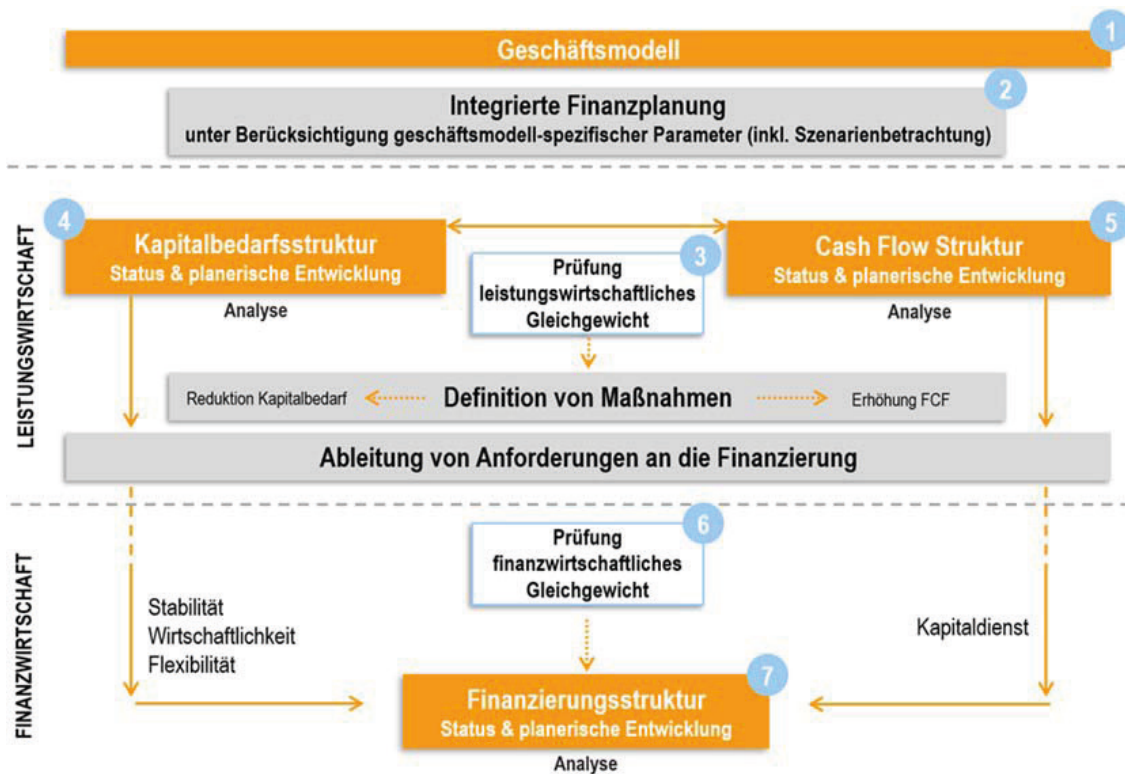 1
Geschäftsmodell
2
Integrierte Finanzplanung
unter Berücksichtigung geschäftsmodell-spezifischer Parameter (inkl. Szenarienbetrachtung)
LEISTUNGSWIRTSCHAFT
4
Kapitalbedarfsstruktur
Status & planerische Entwicklung
Analyse
3
Prüfung
leistungswirtschaftliches
Gleichgewicht
5
Cash Flow Struktur
Status & planerische Entwicklung
Analyse
Reduktion Kapitalbedarf
Definition von Maßnahmen
Erhöhung FCF
Ableitung von Anforderungen an die Finanzierung
FINANZWIRTSCHAFT
6
Prüfung
finanzwirtschaftliches
Gleichgewicht
Stabilität
Wirtschaftlichkeit
Flexibilität
Kapitaldienst
7
Finanzierungsstruktur
Status & planerische Entwicklung
Analyse